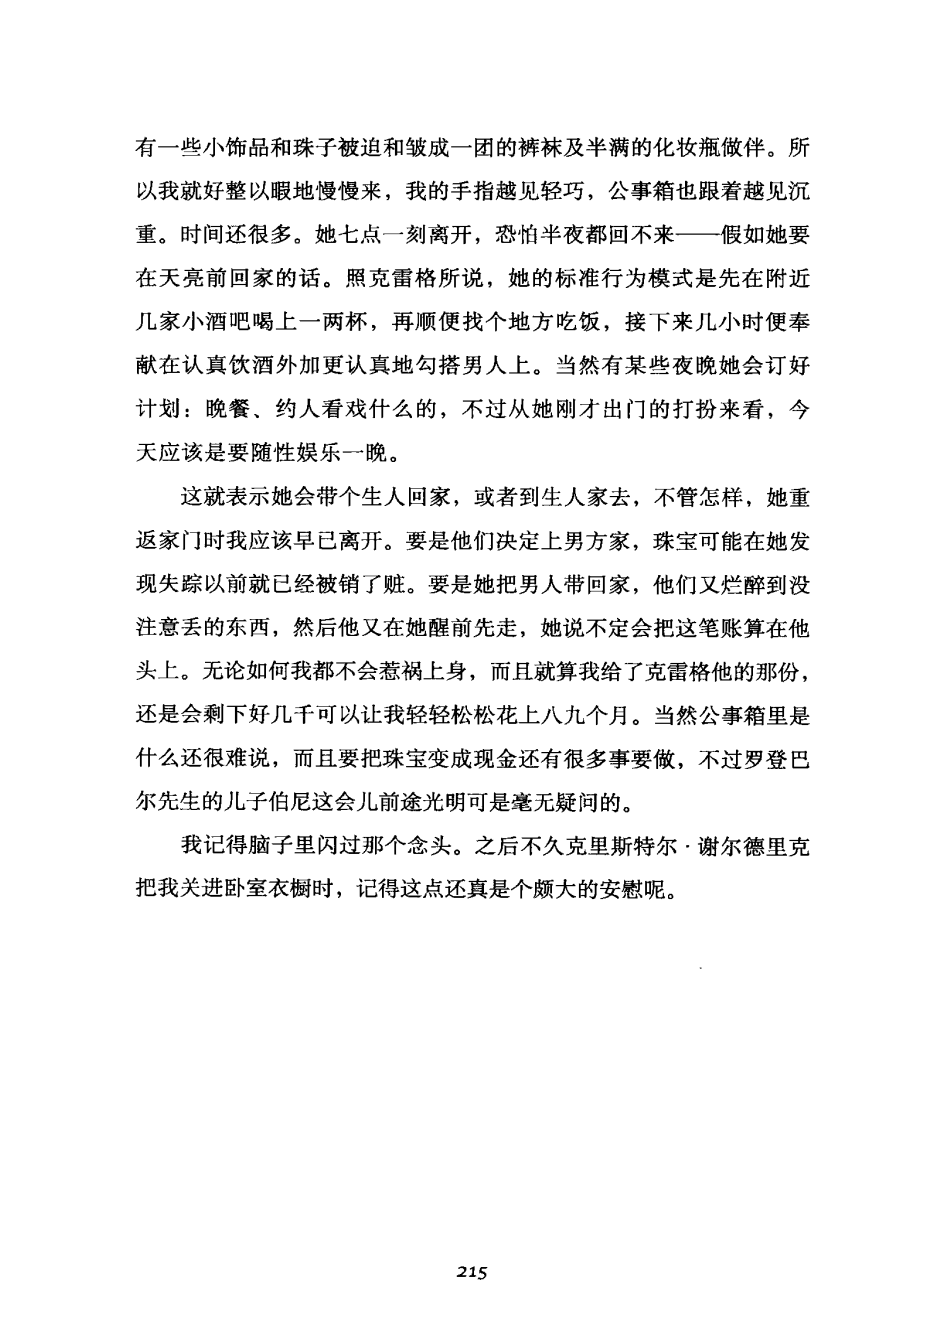 有一些小饰品和珠子被迫和皱成一团的裤袜及半满的化妆瓶做伴。所
以我就好整以暇地慢慢来，我的手指越见轻巧，公事箱也跟着越见沉
重。时间还很多。她七点一刻离开，恐怕半夜都回不来——假如她要
在天亮前回家的话。照克雷格所说，她的标准行为模式是先在附近
几家小酒吧喝上一两杯，再顺便找个地方吃饭，接下来几小时便奉
献在认真饮酒外加更认真地勾搭男人上。当然有某些夜晚她会订好
计划：晚餐、约人看戏什么的，不过从她刚才出门的打扮来看，今
天应该是要随性娱乐一晚。
这就表示她会带个生人回家，或者到生人家去，不管怎样，她重
返家门时我应该早已离开。要是他们决定上男方家，珠宝可能在她发
现失踪以前就已经被销了赃。要是她把男人带回家，他们又烂醉到没
注意丢的东西，然后他又在她醒前先走，她说不定会把这笔账算在他
头上。无论如何我都不会惹祸上身，而且就算我给了克雷格他的那份，
还是会剩下好几千可以让我轻轻松松花上八九个月。当然公事箱里是
什么还很难说，而且要把珠宝变成现金还有很多事要做，不过罗登巴
尔先生的儿子伯尼这会儿前途光明可是毫无疑问的。
我记得脑子里闪过那个念头。之后不久克里斯特尔·谢尔德里克
把我关进卧室衣橱时，记得这点还真是个颇大的安慰呢。
215